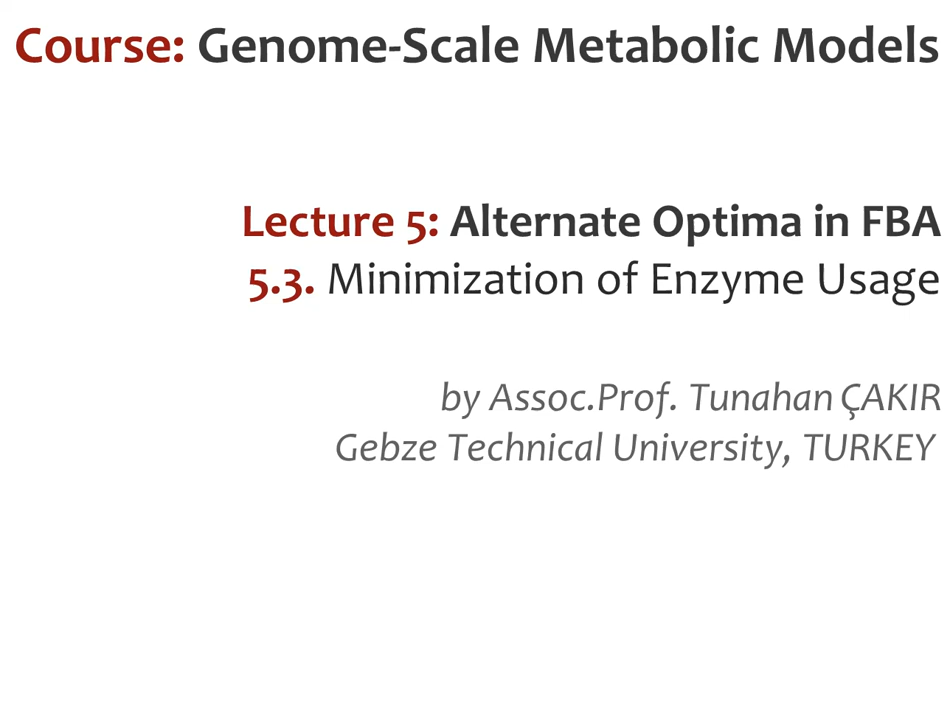 Course: Genome-Scale Metabolic Models
Lecture 5: Alternate Optima in FBA
5.3. Minimization of Enzyme Usage
by Assoc.Prof. Tunahan ÇAKIR
Gebze Technical University, TURKEY